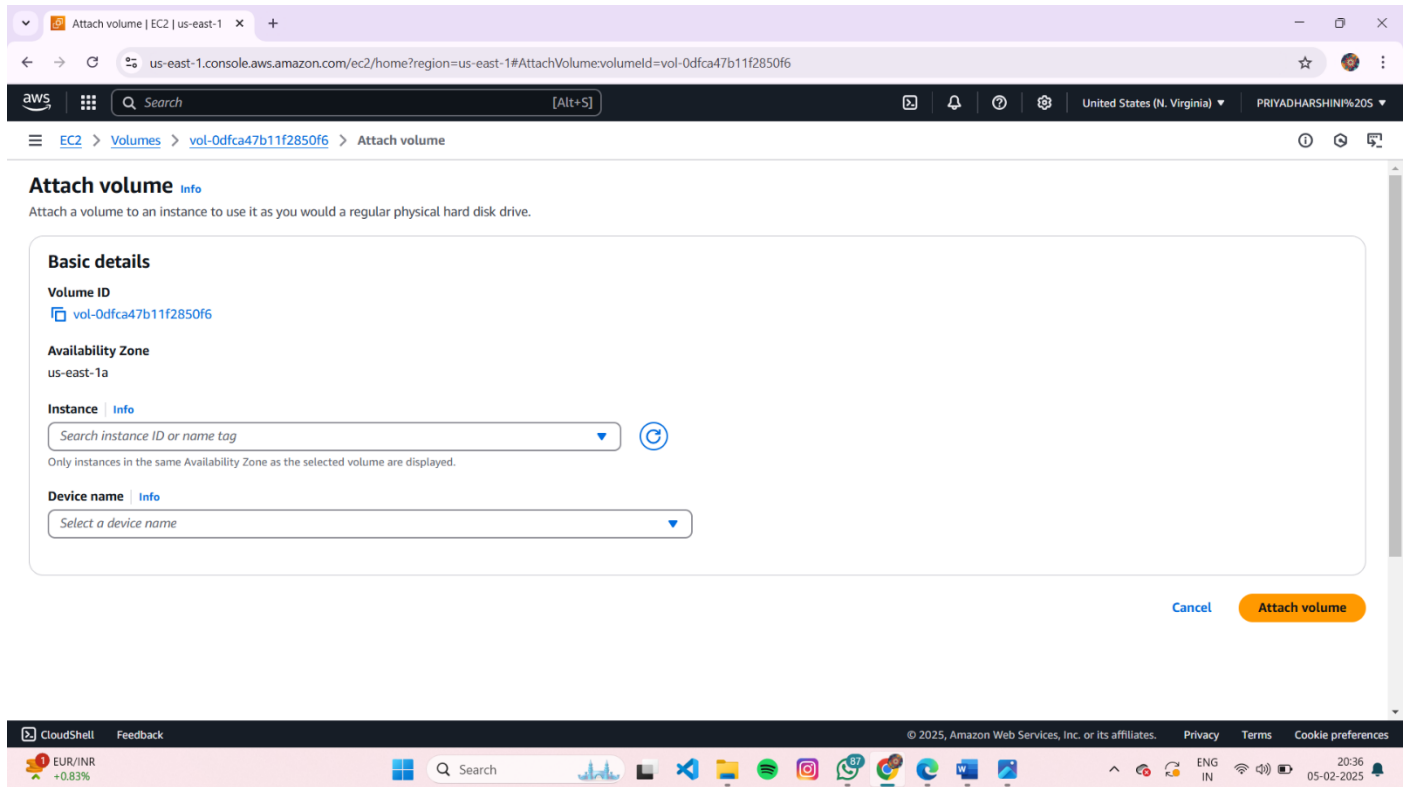 Attach volume | EC2 | us-east-1
us-east-1.console.aws.amazon.com/ec2/home?region=us-east-1#AttachVolume:volumeId=vol-0dfca47b11f2850f6
aws
Search [Alt+S]
United States (N. Virginia)
PRIYADHARSHINI%20S
EC2 > Volumes > vol-0dfca47b11f2850f6 > Attach volume
Attach volume Info
Attach a volume to an instance to use it as you would a regular physical hard disk drive.
Basic details
Volume ID
vol-0dfca47b11f2850f6
Availability Zone
us-east-1a
Instance Info
Search instance ID or name tag
Only instances in the same Availability Zone as the selected volume are displayed.
Device name Info
Select a device name
Cancel Attach volume
CloudShell Feedback © 2025, Amazon Web Services, Inc. or its affiliates. Privacy Terms Cookie preferences
1
EUR/INR
+0.83%
Search
87
ENG
IN
20:36
05-02-2025